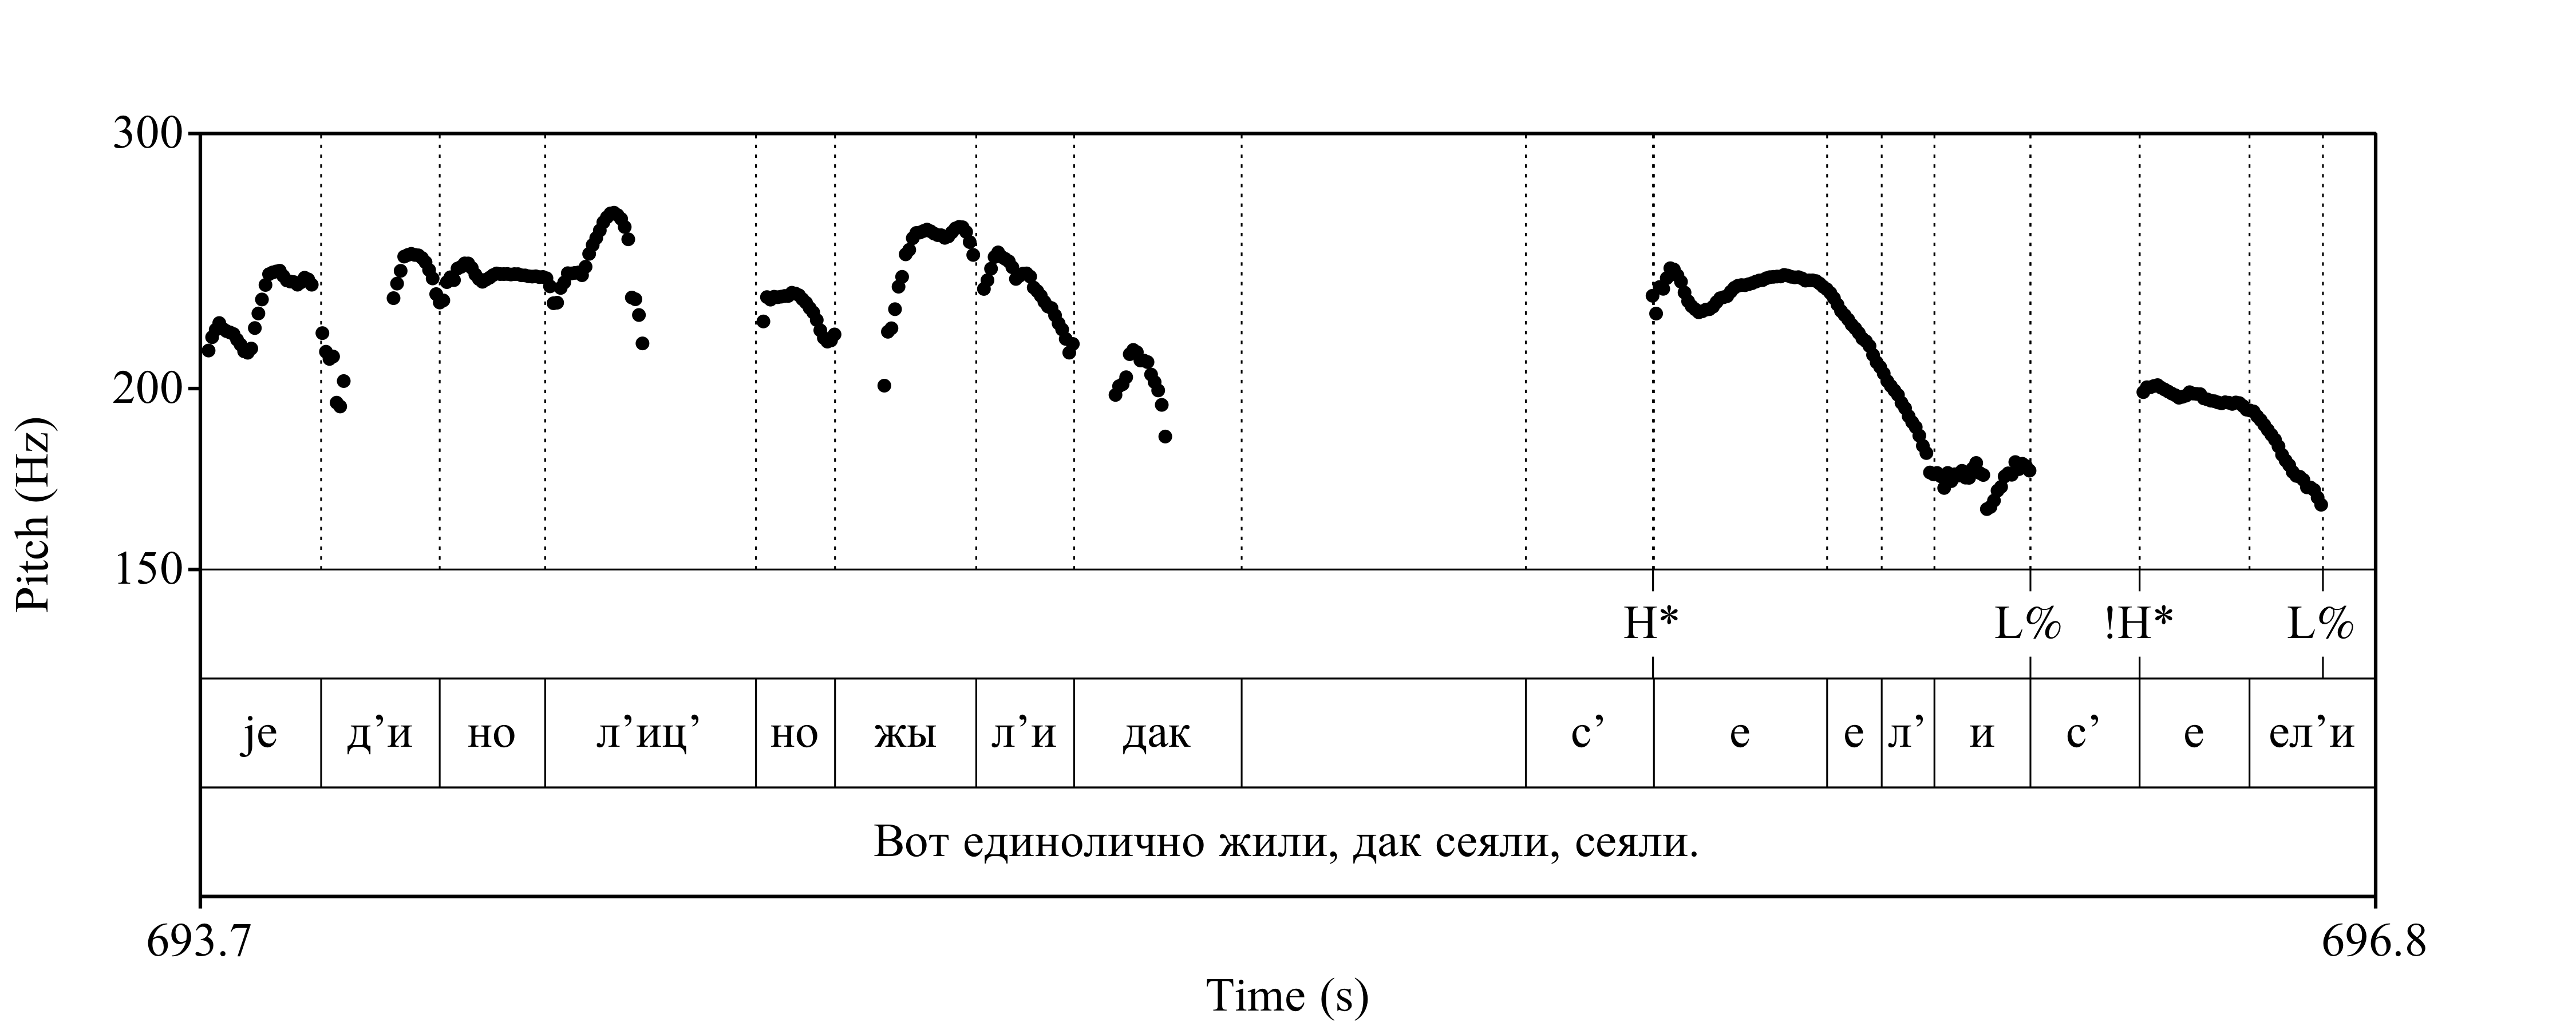 300
200
150
Pitch (Hz)
H* L% !H* L%
је д’и но л’иц’ но жы л’и дак с’ е е л’ и с’ е ел’и
Вот единолично жили, дак сеяли, сеяли.
693.7 696.8
Time (s)